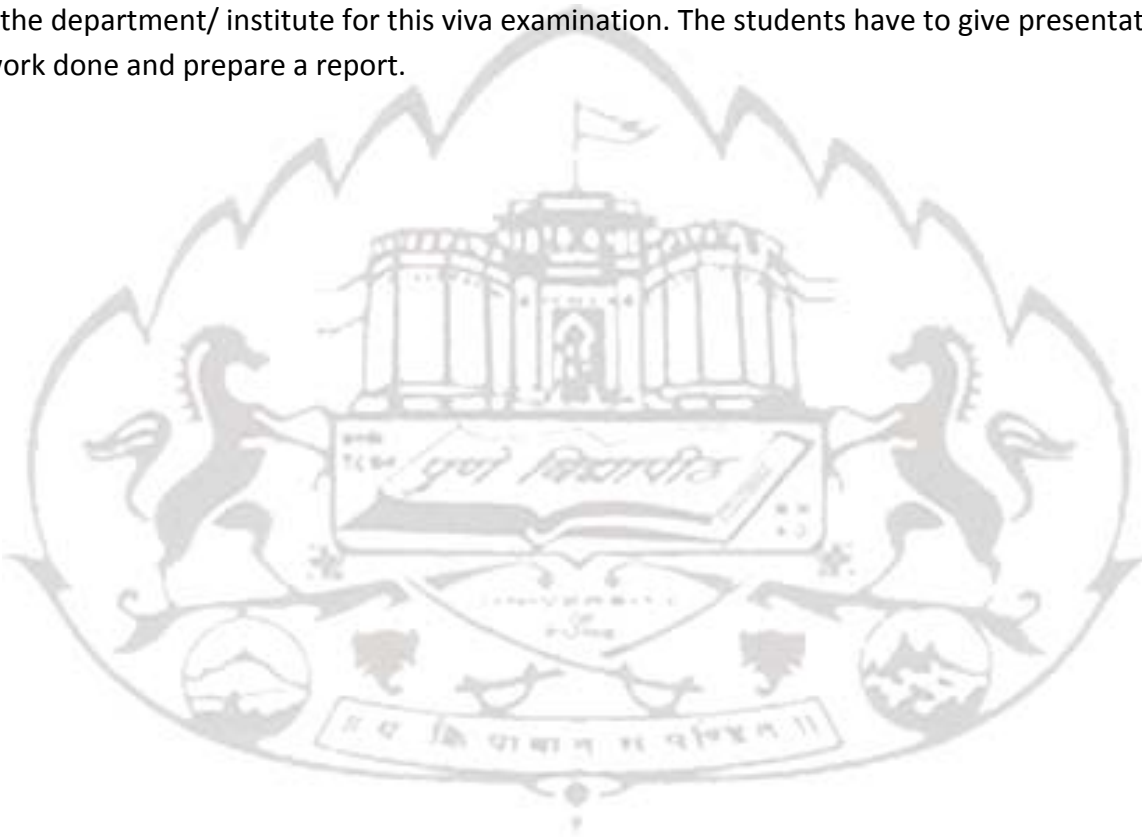 the department/ institute for this viva examination. The students have to give presentat
work done and prepare a report.
पुणे विद्यापीठ